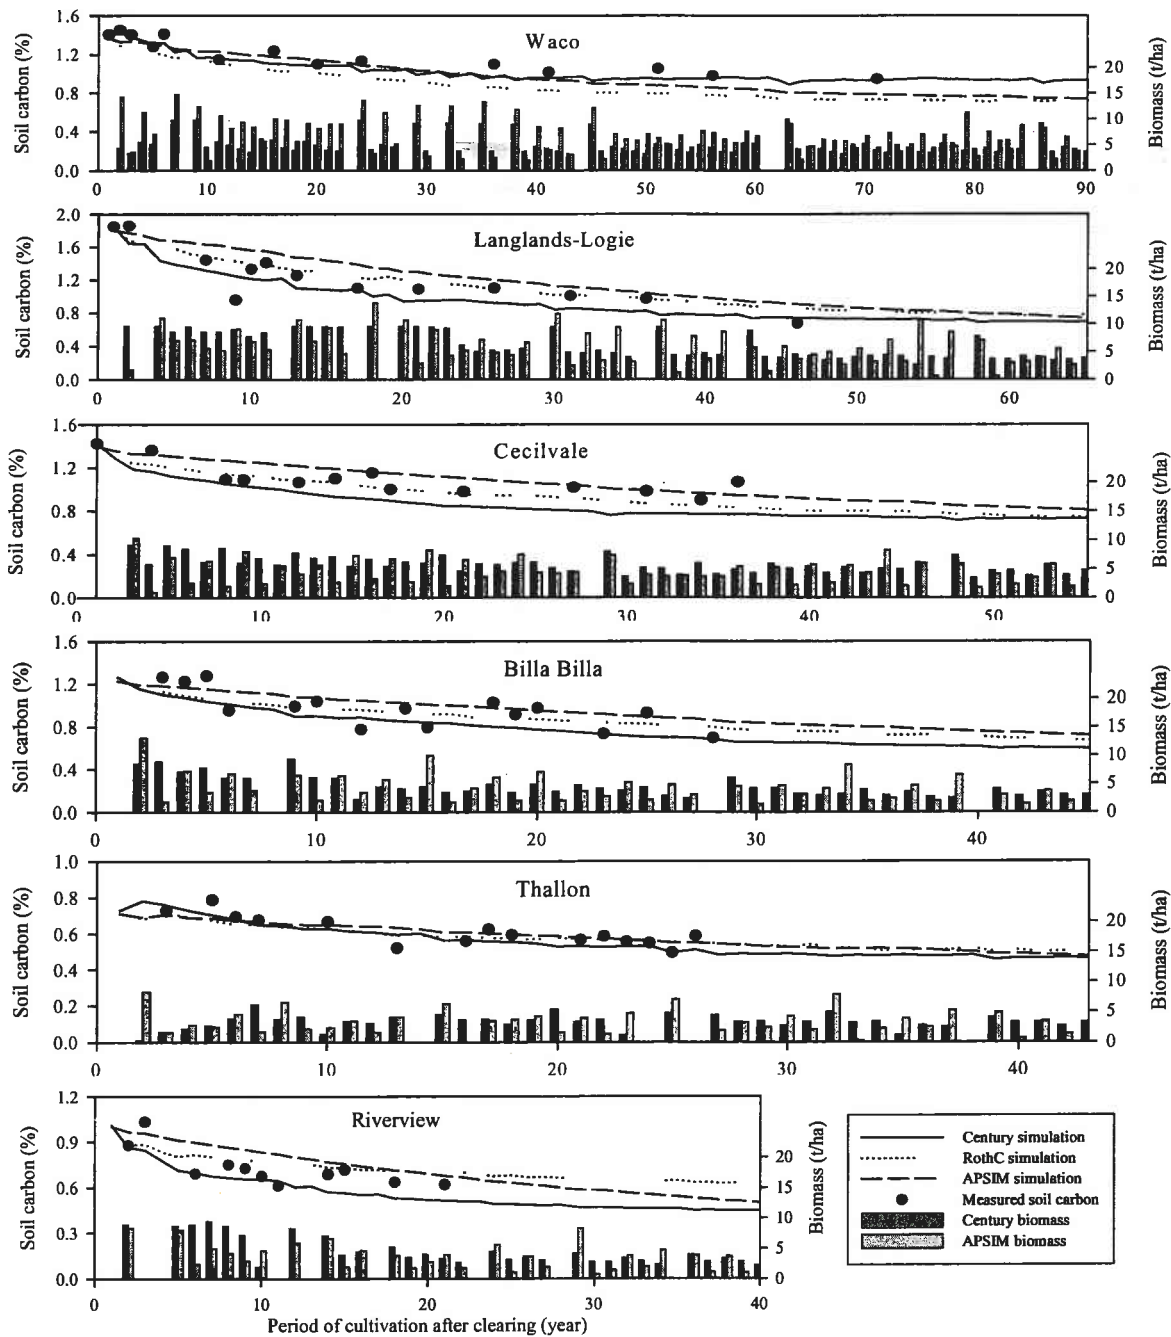 Waco
Soil carbon (%)
1.6
1.2
0.8
0.4
0.0
Biomass (t/ha)
20
15
10
5
0
0 10 20 30 40 50 60 70 80 90
Langlands-Logie
Soil carbon (%)
2.0
1.6
1.2
0.8
0.4
0.0
Biomass (t/ha)
20
15
10
5
0
0 10 20 30 40 50 60
Cecilvale
Soil carbon (%)
1.6
1.2
0.8
0.4
0.0
Biomass (t/ha)
20
15
10
5
0
0 10 20 30 40 50
Billa Billa
Soil carbon (%)
1.6
1.2
0.8
0.4
0.0
Biomass (t/ha)
20
15
10
5
0
0 10 20 30 40
Thallon
Soil carbon (%)
1.0
0.8
0.6
0.4
0.2
0.0
Biomass (t/ha)
20
15
10
5
0
0 10 20 30 40
Riverview
Soil carbon (%)
1.2
0.9
0.6
0.3
0.0
Biomass (t/ha)
20
15
10
5
0
0 10 20 30 40
Period of cultivation after clearing (year)
Century simulation
RothC simulation
APSIM simulation
Measured soil carbon
Century biomass
APSIM biomass